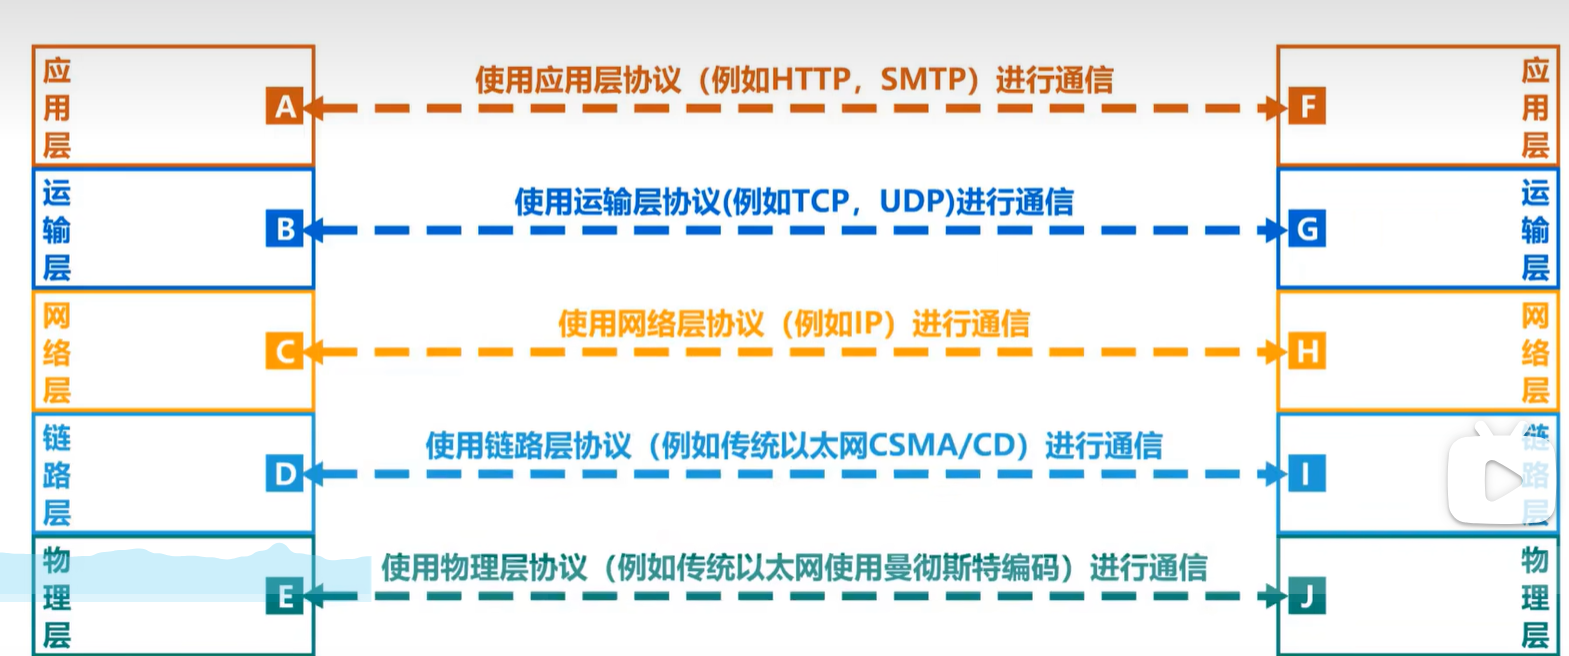 应用层
A
使用应用层协议（例如HTTP，SMTP）进行通信
F
应用层
运输层
B
使用运输层协议(例如TCP，UDP)进行通信
G
运输层
网络层
C
使用网络层协议（例如IP）进行通信
H
网络层
链路层
D
使用链路层协议（例如传统以太网CSMA/CD）进行通信
I
链路层
物理层
E
使用物理层协议（例如传统以太网使用曼彻斯特编码）进行通信
J
物理层